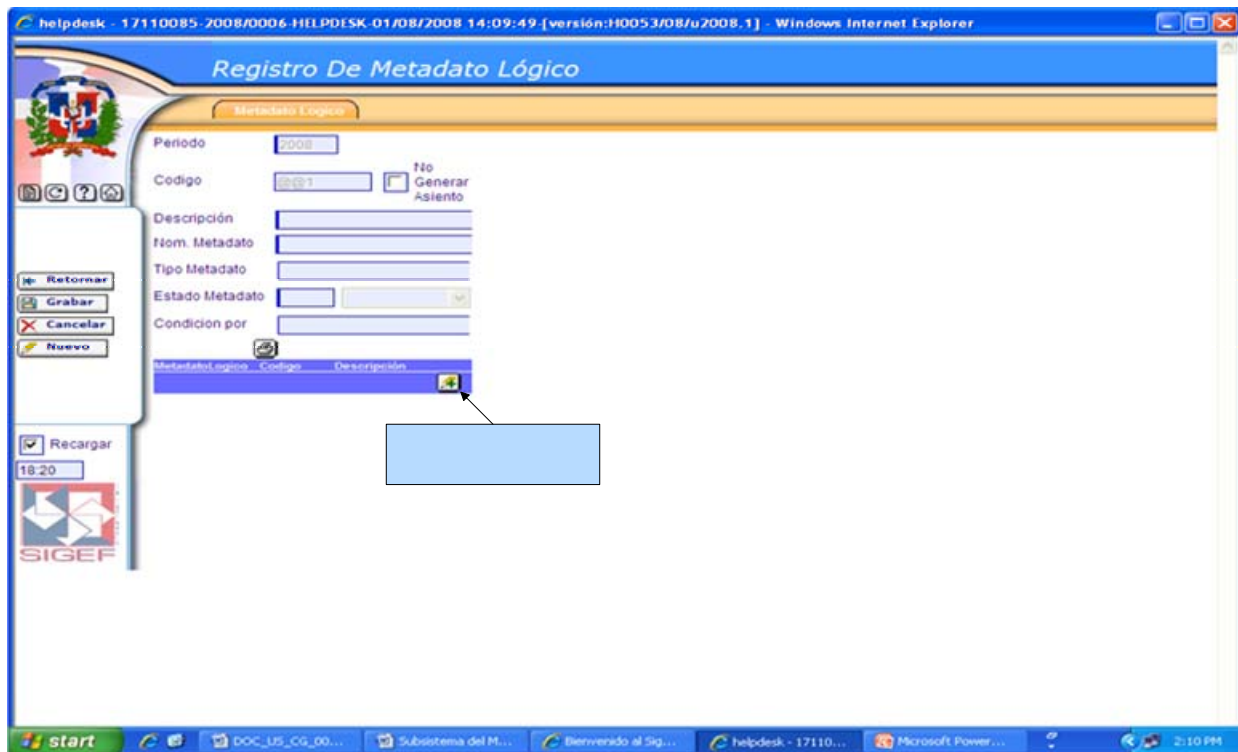 helpdesk - 17110085-2008/0006-HELPDESK-01/08/2008 14:09:49-[versión:H0053/08/u2008.1] - Windows Internet Explorer
Registro De Metadato Lógico
Metadato Logico
Periodo 2008
Codigo @@1 No Generar Asiento
Descripción
Nom. Metadato
Tipo Metadato
Estado Metadato
Condicion por
MetadatoLogico Codigo Descripción
Retornar
Grabar
Cancelar
Nuevo
Recargar
18:20
SIGEF
start DOC_US_CG_00... Subsistema del M... Bienvenido al Sig... helpdesk - 17110... Microsoft Power... 2:10 PM